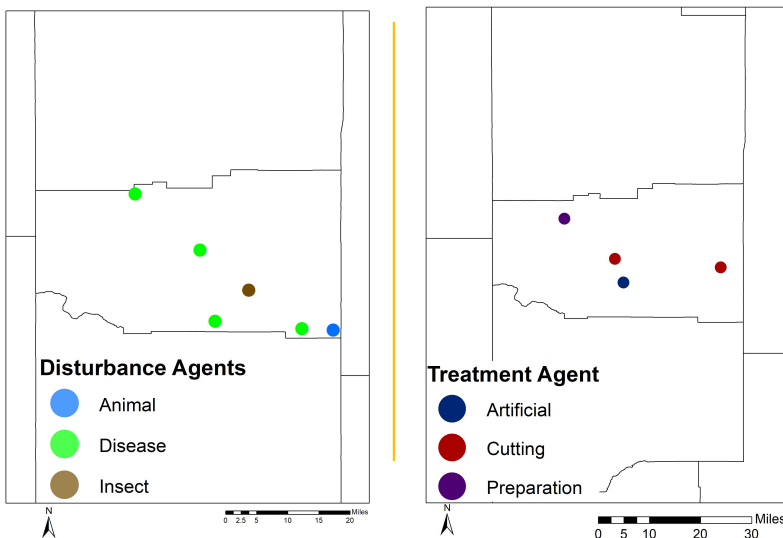 Disturbance Agents
Animal
Disease
Insect
N
Miles
0 2.5 5 10 15 20
Treatment Agent
Artificial
Cutting
Preparation
N
Miles
0 5 10 20 30